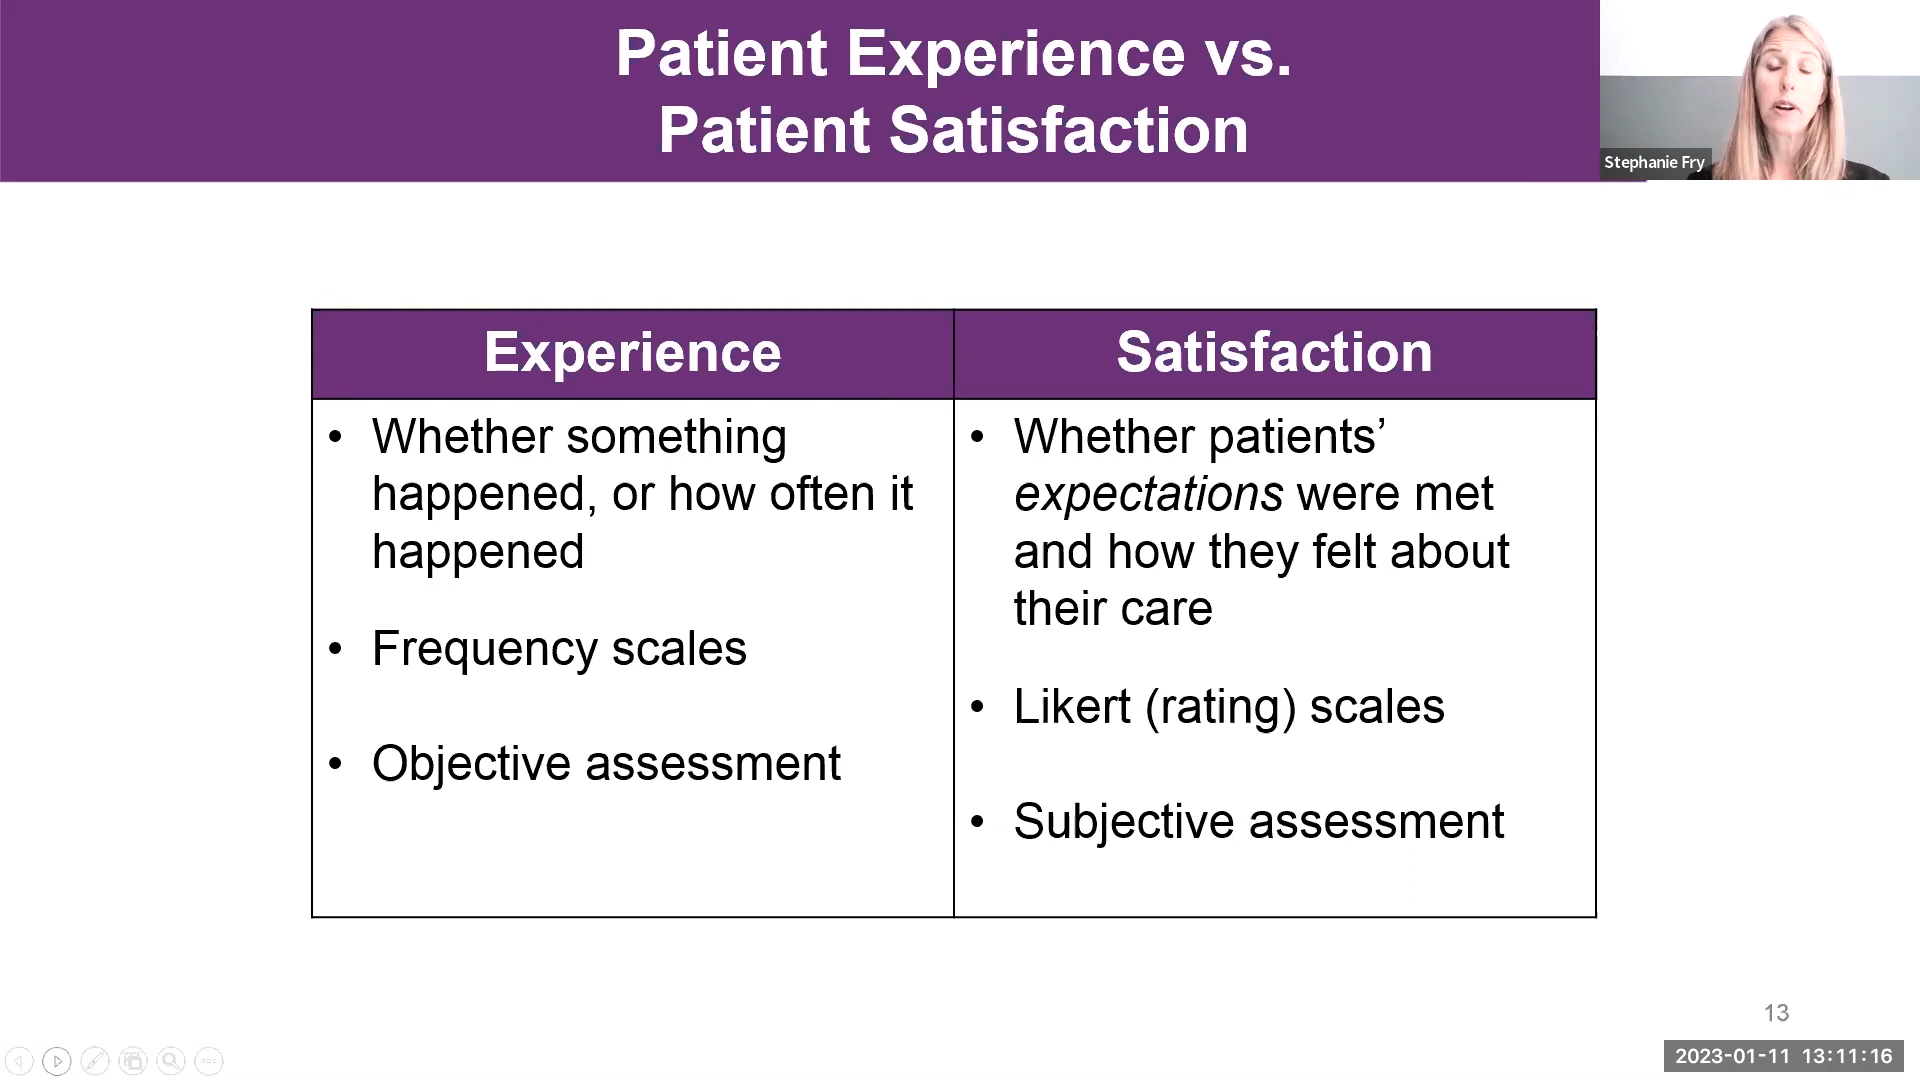 Patient Experience vs.
Patient Satisfaction
Stephanie Fry
Experience
• Whether something
happened, or how often it
happened
• Frequency scales
• Objective assessment
Satisfaction
• Whether patients’
expectations were met
and how they felt about
their care
• Likert (rating) scales
• Subjective assessment
13
2023-01-11 13:11:16